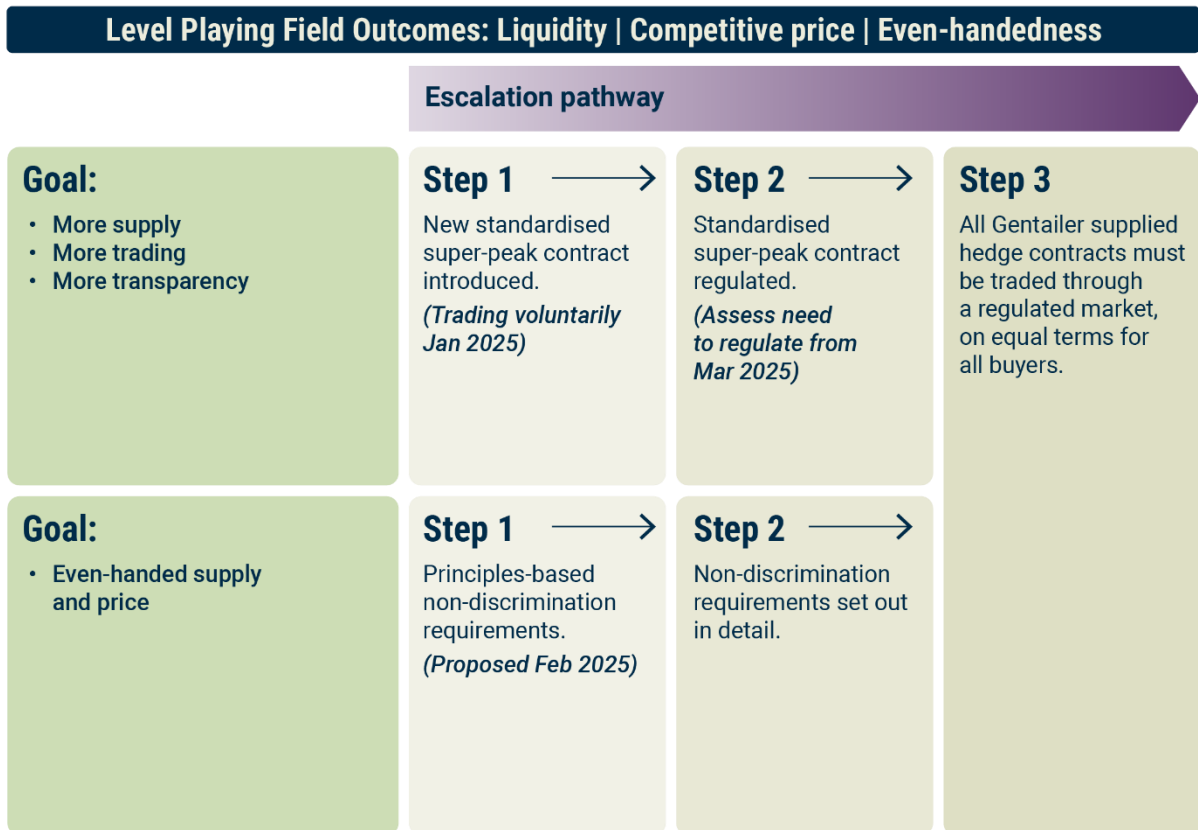 Level Playing Field Outcomes: Liquidity | Competitive price | Even-handedness
Escalation pathway
Goal:
• More supply
• More trading
• More transparency
Step 1
New standardised
super-peak contract
introduced.
(Trading voluntarily
Jan 2025)
Step 2
Standardised
super-peak contract
regulated.
(Assess need
to regulate from
Mar 2025)
Step 3
All Gentailer supplied
hedge contracts must
be traded through
a regulated market,
on equal terms for
all buyers.
Goal:
• Even-handed supply
and price
Step 1
Principles-based
non-discrimination
requirements.
(Proposed Feb 2025)
Step 2
Non-discrimination
requirements set out
in detail.